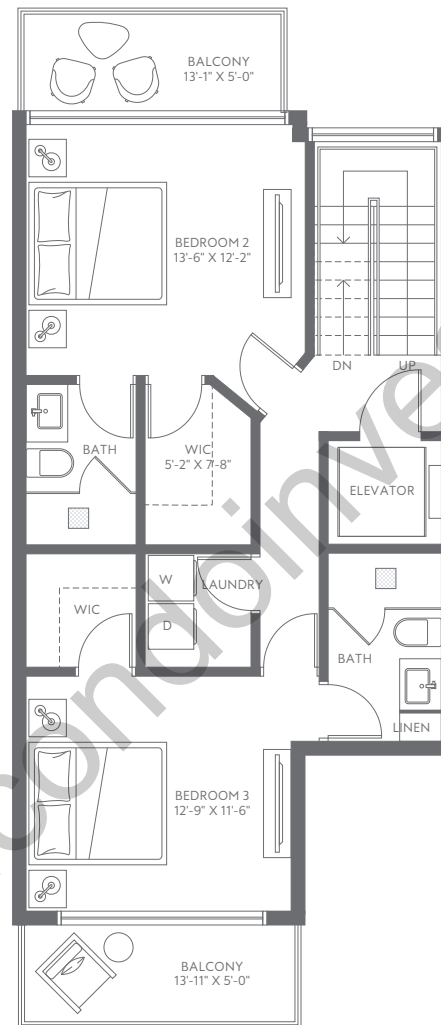 BALCONY
13'-1" X 5'-0"
BEDROOM 2
13'-6" X 12'-2"
DN
UP
BATH
WIC
5'-2" X 7'-8"
ELEVATOR
WIC
W
LAUNDRY
D
BATH
LINEN
BEDROOM 3
12'-9" X 11'-6"
BALCONY
13'-11" X 5'-0"
condoinve